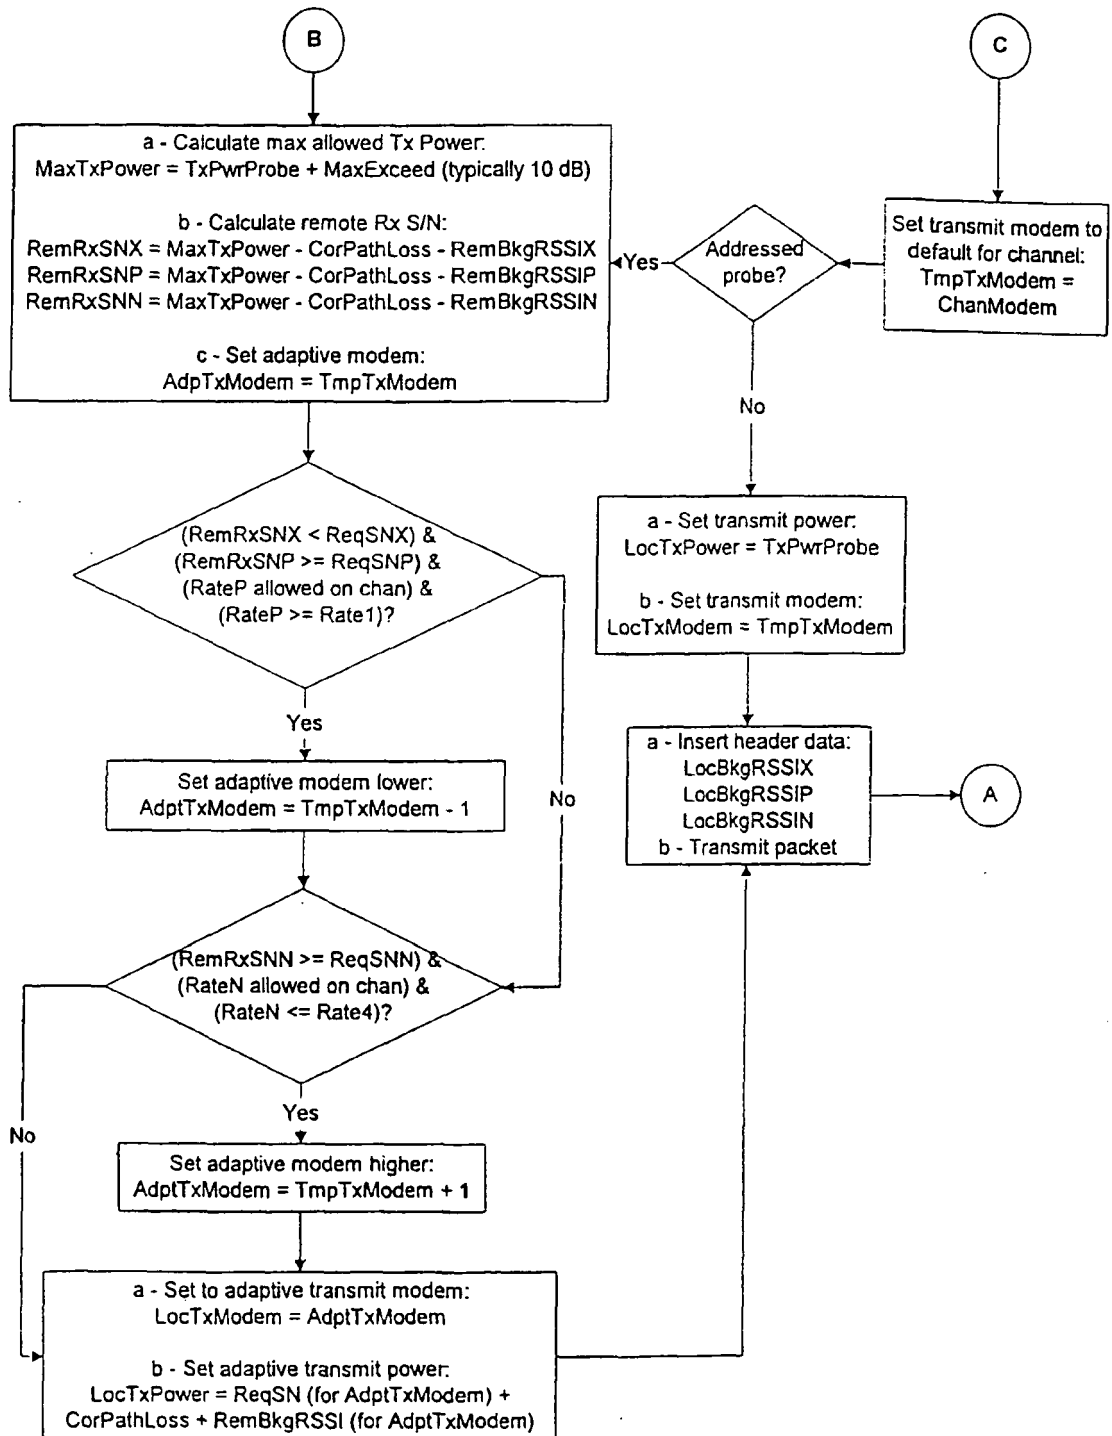 B
C
a - Calculate max allowed Tx Power:
MaxTxPower = TxPwrProbe + MaxExceed (typically 10 dB)
b - Calculate remote Rx S/N:
RemRxSNX = MaxTxPower - CorPathLoss - RemBkgRSSIX
RemRxSNP = MaxTxPower - CorPathLoss - RemBkgRSSIP
RemRxSNN = MaxTxPower - CorPathLoss - RemBkgRSSIN
c - Set adaptive modem:
AdpTxModem = TmpTxModem
Yes
Addressed
probe?
Set transmit modem to
default for channel:
TmpTxModem =
ChanModem
No
(RemRxSNX < ReqSNX) &
(RemRxSNP >= ReqSNP) &
(RateP allowed on chan) &
(RateP >= Rate1)?
a - Set transmit power:
LocTxPower = TxPwrProbe
b - Set transmit modem:
LocTxModem = TmpTxModem
Yes
Set adaptive modem lower:
AdptTxModem = TmpTxModem - 1
No
a - Insert header data:
LocBkgRSSIX
LocBkgRSSIP
LocBkgRSSIN
b - Transmit packet
A
(RemRxSNN >= ReqSNN) &
(RateN allowed on chan) &
(RateN <= Rate4)?
Yes
No
Set adaptive modem higher:
AdptTxModem = TmpTxModem + 1
a - Set to adaptive transmit modem:
LocTxModem = AdptTxModem
b - Set adaptive transmit power:
LocTxPower = ReqSN (for AdptTxModem) +
CorPathLoss + RemBkgRSSI (for AdptTxModem)